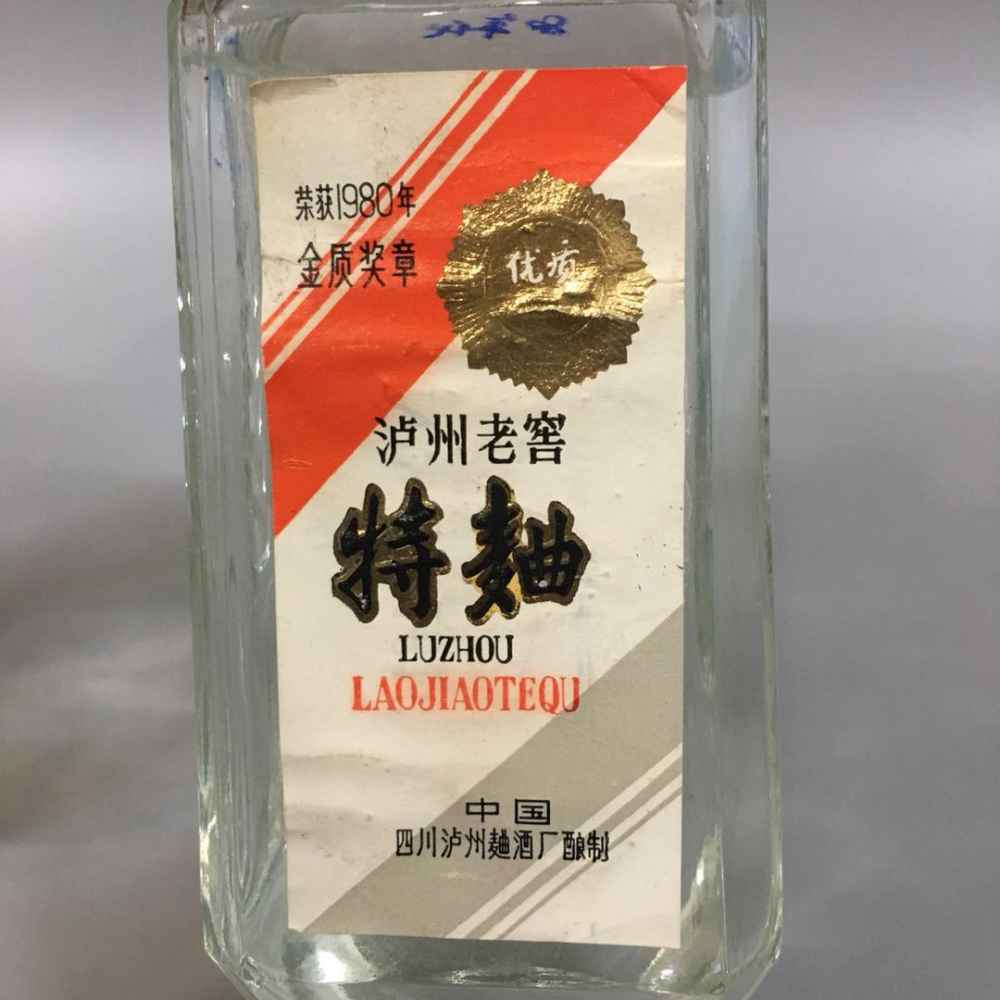 荣获1980年
金质奖章
优质
泸州老窖
特麯
LUZHOU
LAOJIAOTEQU
中国
四川泸州麯酒厂酿制